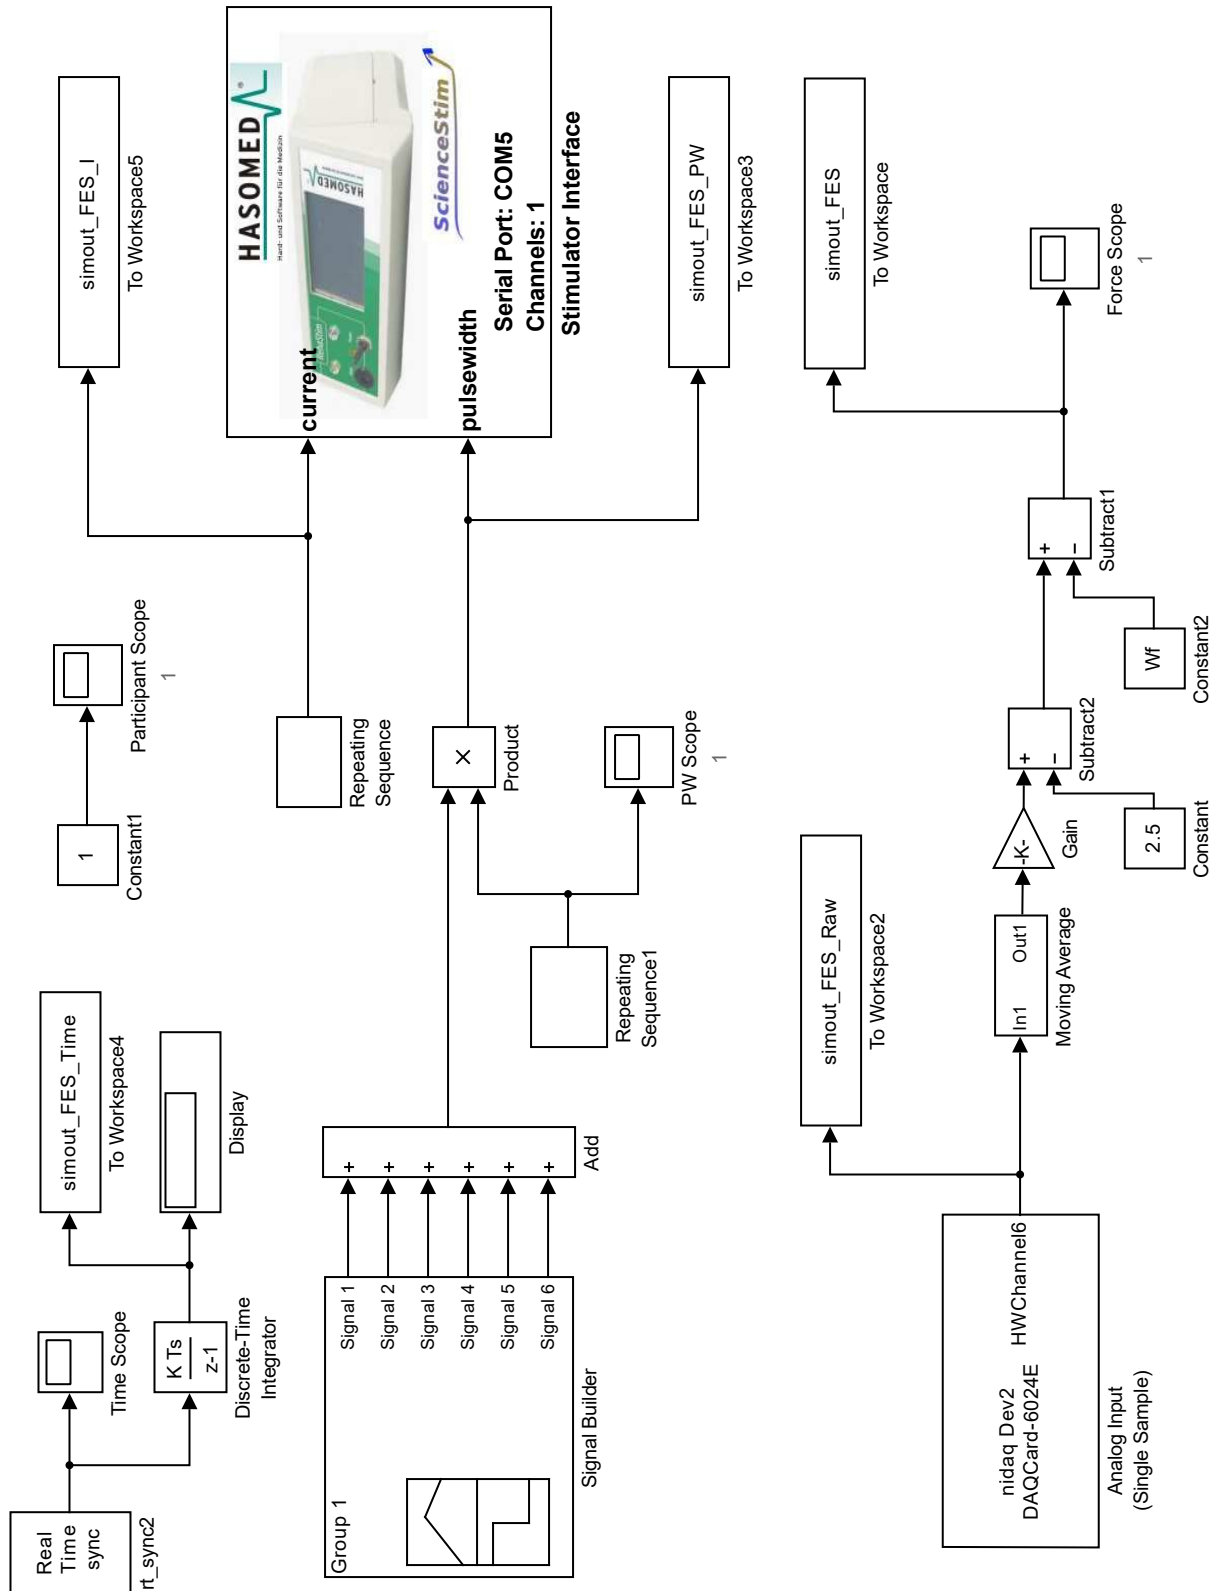 Real
Time
sync
rt_sync2
Time Scope
K Ts
z-1
Discrete-Time
Integrator
simout_FES_Time
To Workspace4
Display
1
Constant1
Participant Scope
1
simout_FES_I
To Workspace5
Group 1
Signal 1
Signal 2
Signal 3
Signal 4
Signal 5
Signal 6
Signal Builder
+
+
+
+
+
+
Add
Repeating
Sequence
×
Product
Repeating
Sequence1
PW Scope
1
current
pulsewidth
HASOMED®
Hard- und Software für die Medizin
HASOMED
ScienceStim
Serial Port: COM5
Channels: 1
Stimulator Interface
simout_FES_PW
To Workspace3
nidaq Dev2
DAQCard-6024E
HWChannel6
Analog Input
(Single Sample)
simout_FES_Raw
To Workspace2
In1
Out1
Moving Average
-K-
Gain
2.5
Constant
+
−
Subtract2
Wf
Constant2
+
−
Subtract1
simout_FES
To Workspace
Force Scope
1